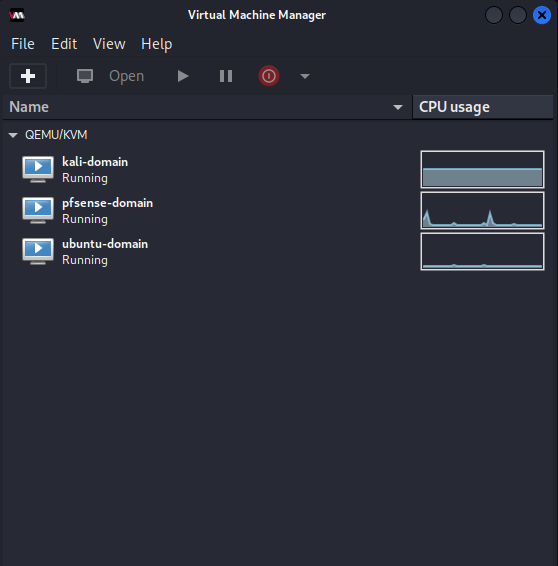 Virtual Machine Manager
File Edit View Help
Open
Name CPU usage
QEMU/KVM
kali-domain
Running
pfsense-domain
Running
ubuntu-domain
Running